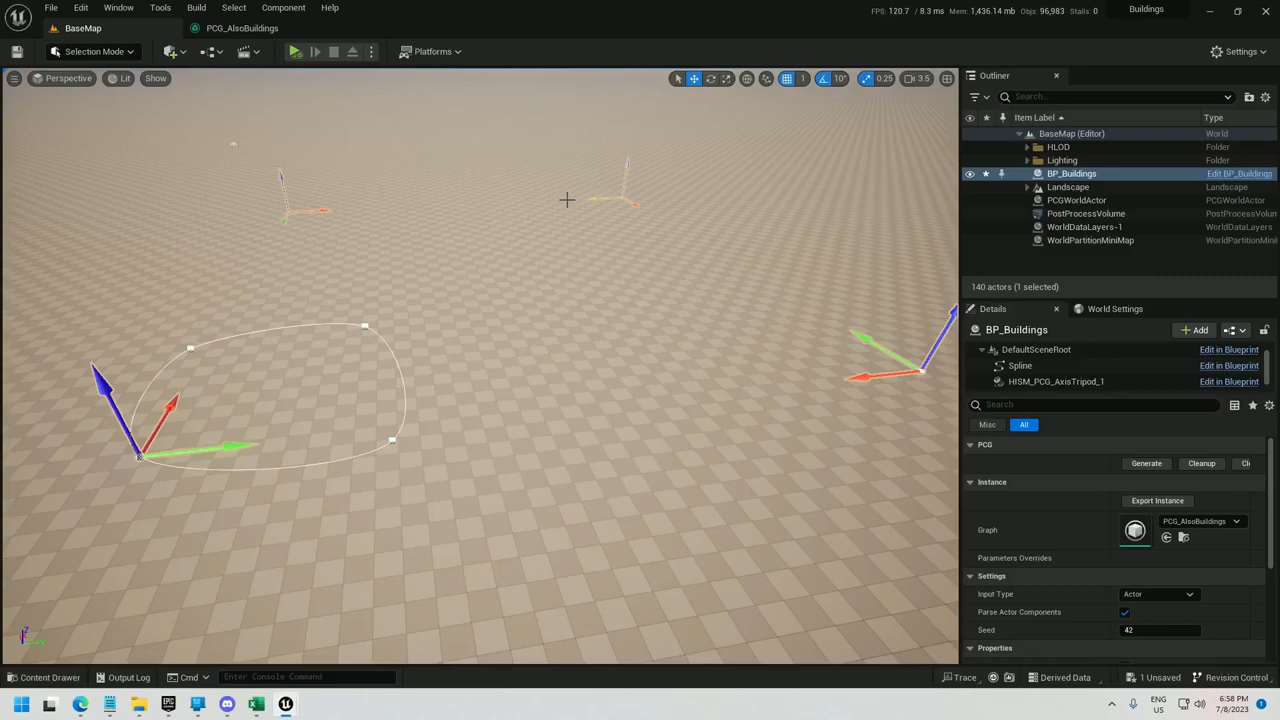 File Edit Window Tools Build Select Component Help
FPS: 120.7 / 8.3 ms Mem: 1,436.14 mb Objs: 96,983 Stalls: 0
Buildings
BaseMap
PCG_AlsoBuildings
Selection Mode
Platforms
Settings
Perspective
Lit
Show
1
10°
0.25
3.5
Outliner
Search...
Item Label Type
BaseMap (Editor) World
HLOD Folder
Lighting Folder
BP_Buildings Edit BP_Buildings
Landscape Landscape
PCGWorldActor PCGWorldActor
PostProcessVolume PostProcessVolum
WorldDataLayers-1 WorldDataLayers
WorldPartitionMiniMap WorldPartitionMini
140 actors (1 selected)
Details
World Settings
BP_Buildings
Add
DefaultSceneRoot Edit in Blueprint
Spline Edit in Blueprint
HISM_PCG_AxisTripod_1 Edit in Blueprint
Search
Misc All
PCG
Generate Cleanup Cl
Instance
Export Instance
Graph
PCG_AlsoBuildings
Parameters Overrides
Settings
Input Type Actor
Parse Actor Components
Seed 42
Properties
Z
Content Drawer
Output Log
Cmd
Enter Console Command
Trace
Derived Data
1 Unsaved
Revision Control
ENG
US
6:58 PM
7/8/2023
1